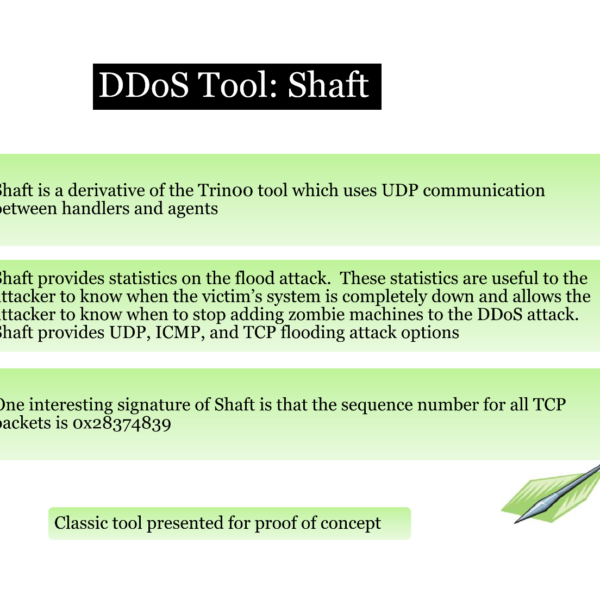 DDoS Tool: Shaft
Shaft is a derivative of the Trin00 tool which uses UDP communication
between handlers and agents
Shaft provides statistics on the flood attack.  These statistics are useful to the
attacker to know when the victim’s system is completely down and allows the
attacker to know when to stop adding zombie machines to the DDoS attack.
Shaft provides UDP, ICMP, and TCP flooding attack options
One interesting signature of Shaft is that the sequence number for all TCP
packets is 0x28374839
Classic tool presented for proof of concept